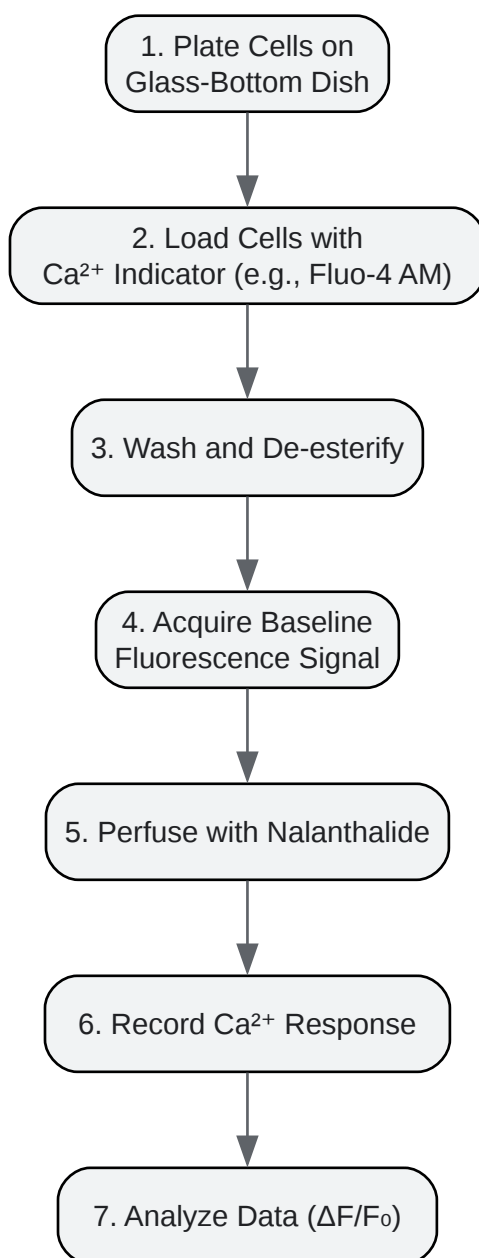 1. Plate Cells on
Glass-Bottom Dish
2. Load Cells with
Ca²⁺ Indicator (e.g., Fluo-4 AM)
3. Wash and De-esterify
4. Acquire Baseline
Fluorescence Signal
5. Perfuse with Nalanthalide
6. Record Ca²⁺ Response
7. Analyze Data (ΔF/F₀)